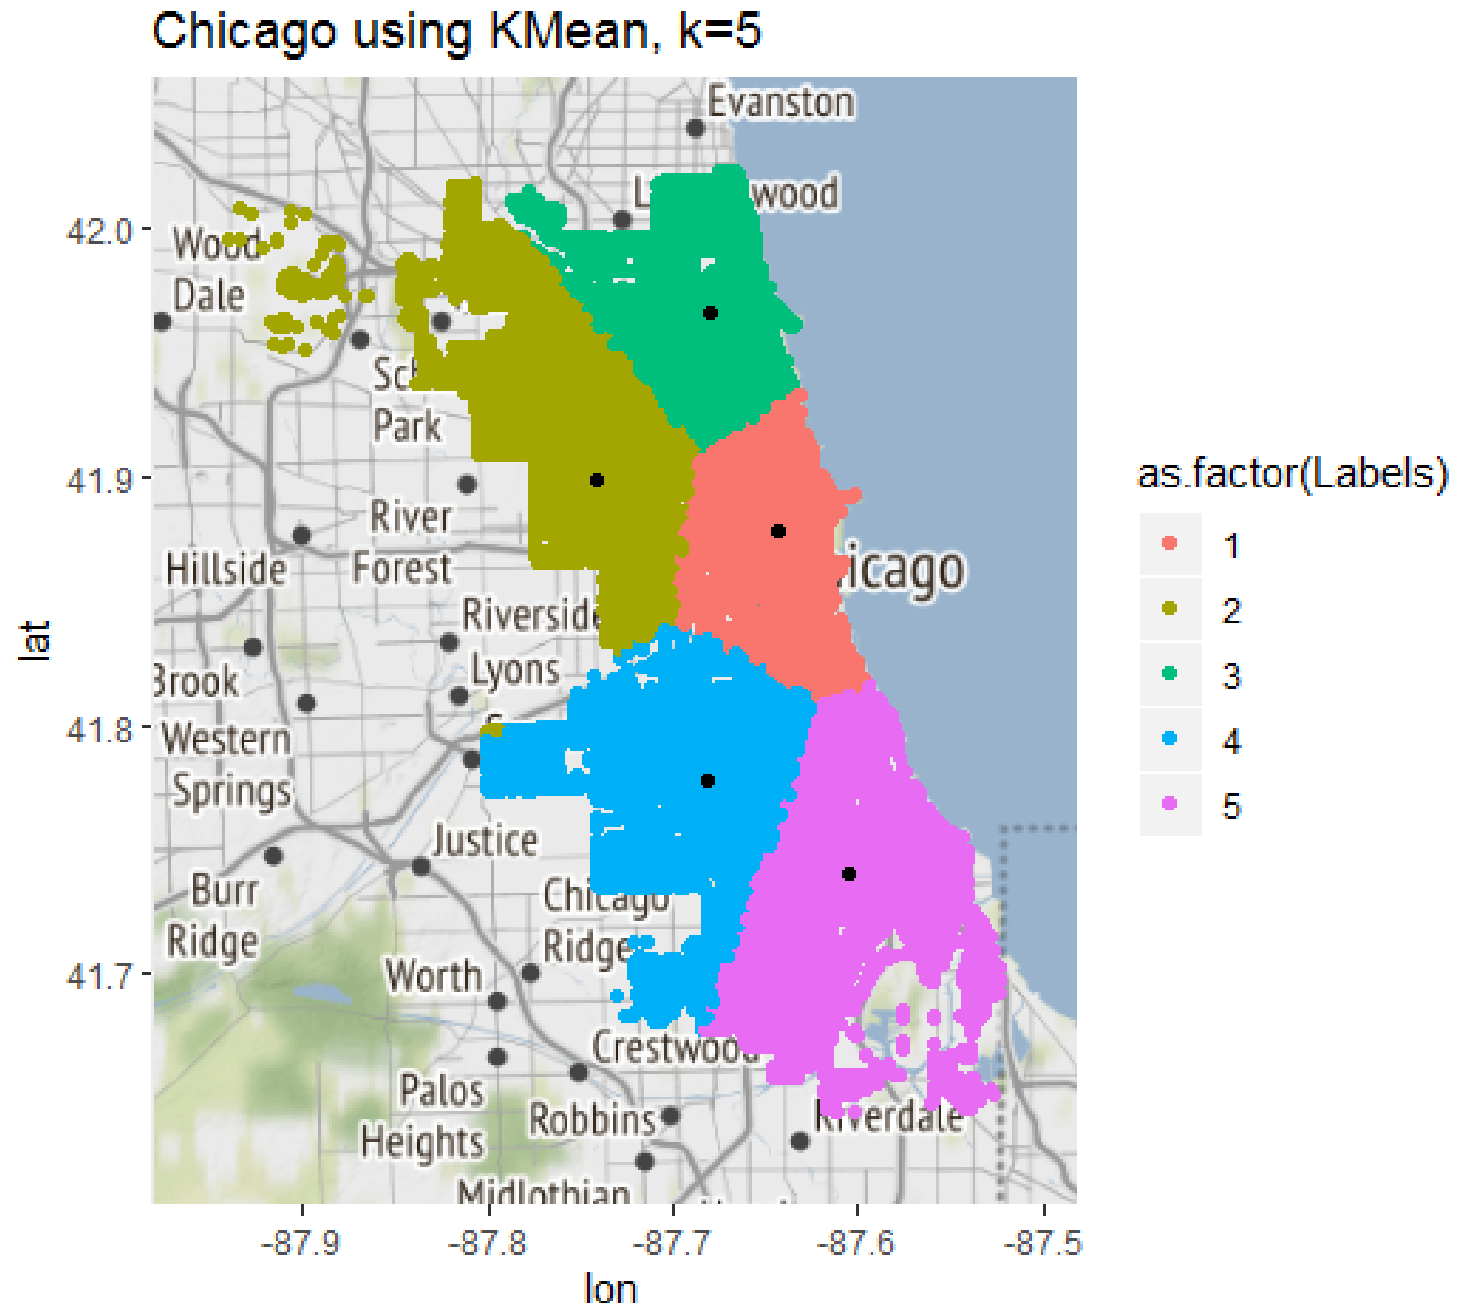 Chicago using KMean, k=5
Evanston
wood
Wood
Dale
Park
River
Forest
Hillside
icago
Riverside
Lyons
Brook
Western
Springs
Justice
Burr
Ridge
Chicago
Ridge
Worth
Crestwood
Palos
Heights
Robbins
Riverdale
Midlothian
42.0
41.9
41.8
41.7
lat
-87.9
-87.8
-87.7
-87.6
-87.5
lon
as.factor(Labels)
1
2
3
4
5